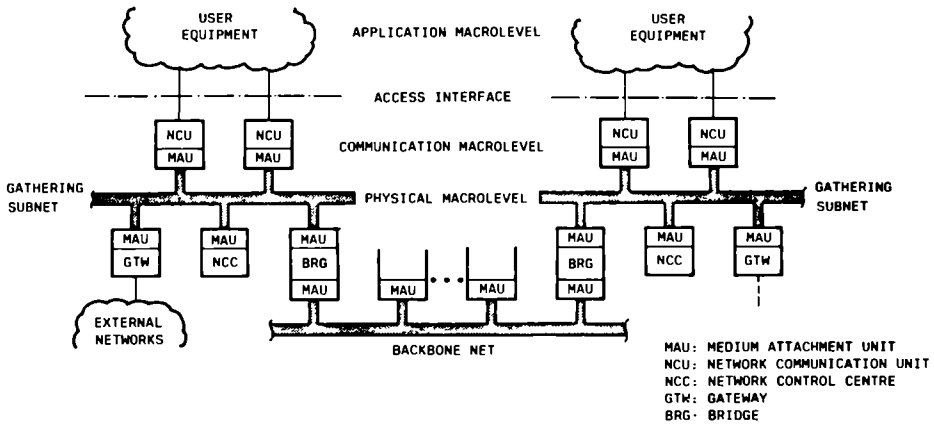 USER
EQUIPMENT
APPLICATION MACROLEVEL
USER
EQUIPMENT
ACCESS INTERFACE
NCU
MAU
NCU
MAU
COMMUNICATION MACROLEVEL
NCU
MAU
NCU
MAU
GATHERING
SUBNET
PHYSICAL MACROLEVEL
GATHERING
SUBNET
MAU
GTW
MAU
NCC
MAU
BRG
MAU
MAU
MAU
MAU
BRG
MAU
MAU
NCC
MAU
GTW
EXTERNAL
NETWORKS
BACKBONE NET
MAU: MEDIUM ATTACHMENT UNIT
NCU: NETWORK COMMUNICATION UNIT
NCC: NETWORK CONTROL CENTRE
GTW: GATEWAY
BRG· BRIDGE